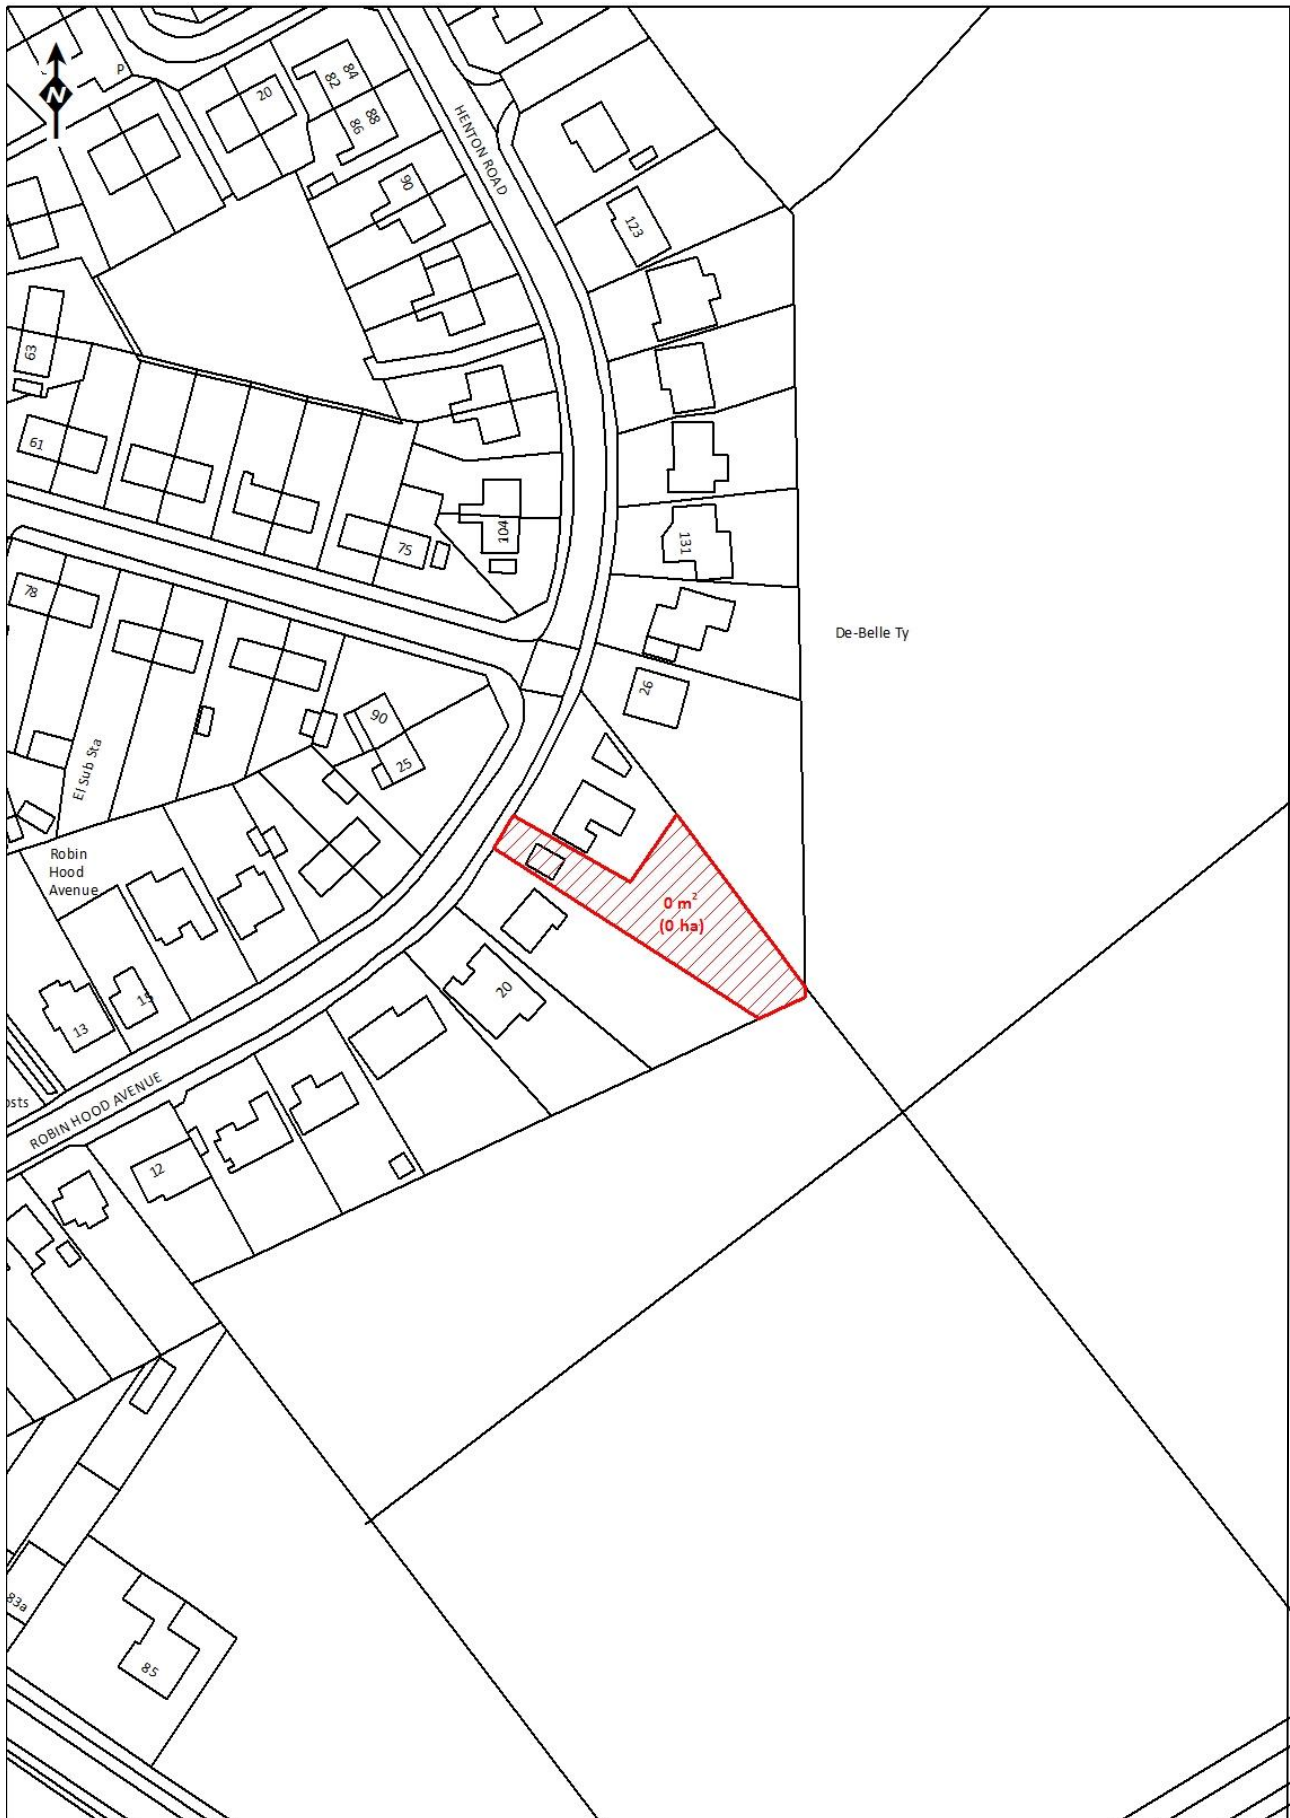 N
P
20
82
84
86
88
HENTON ROAD
90
123
63
61
75
104
131
78
De-Belle Ty
26
90
25
El Sub Sta
Robin
Hood
Avenue
0 m²
(0 ha)
20
15
13
osts
ROBIN HOOD AVENUE
12
83a
85